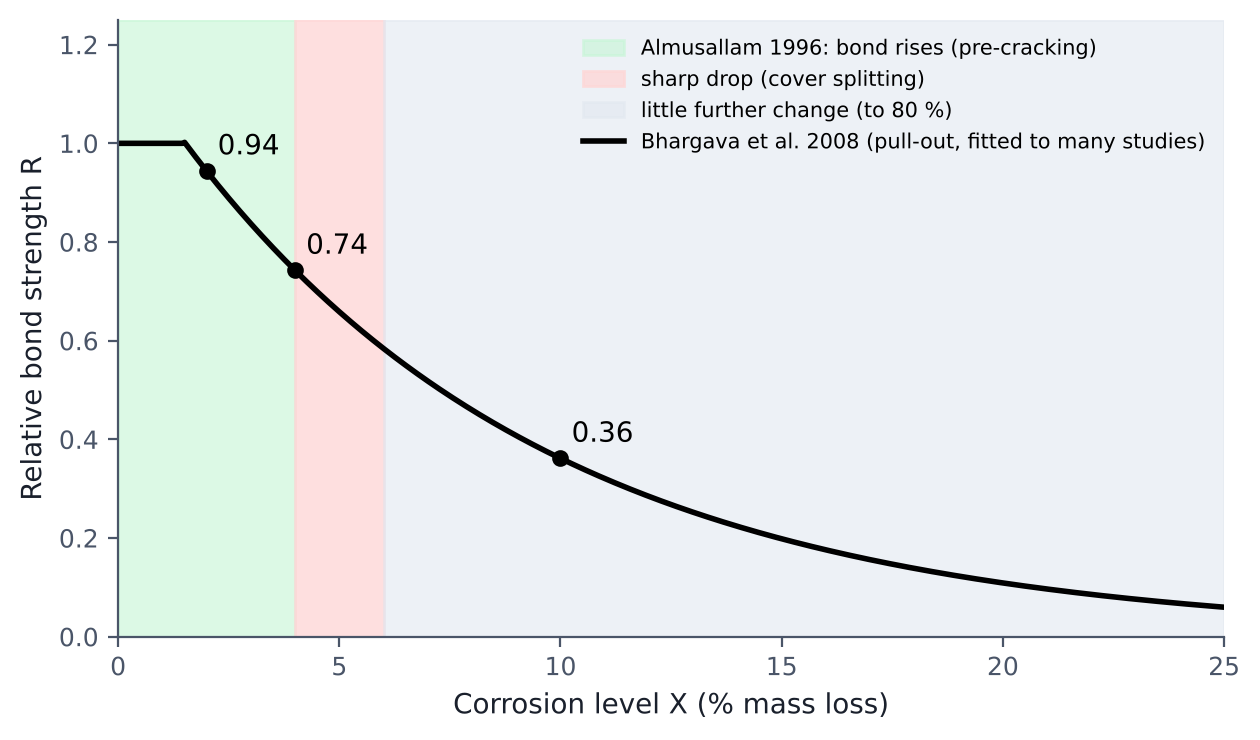 Almusallam 1996: bond rises (pre-cracking)
sharp drop (cover splitting)
little further change (to 80 %)
Bhargava et al. 2008 (pull-out, fitted to many studies)
1.2
1.0
0.8
0.6
0.4
0.2
0.0
Relative bond strength R
0.94
0.74
0.36
0
5
10
15
20
25
Corrosion level X (% mass loss)